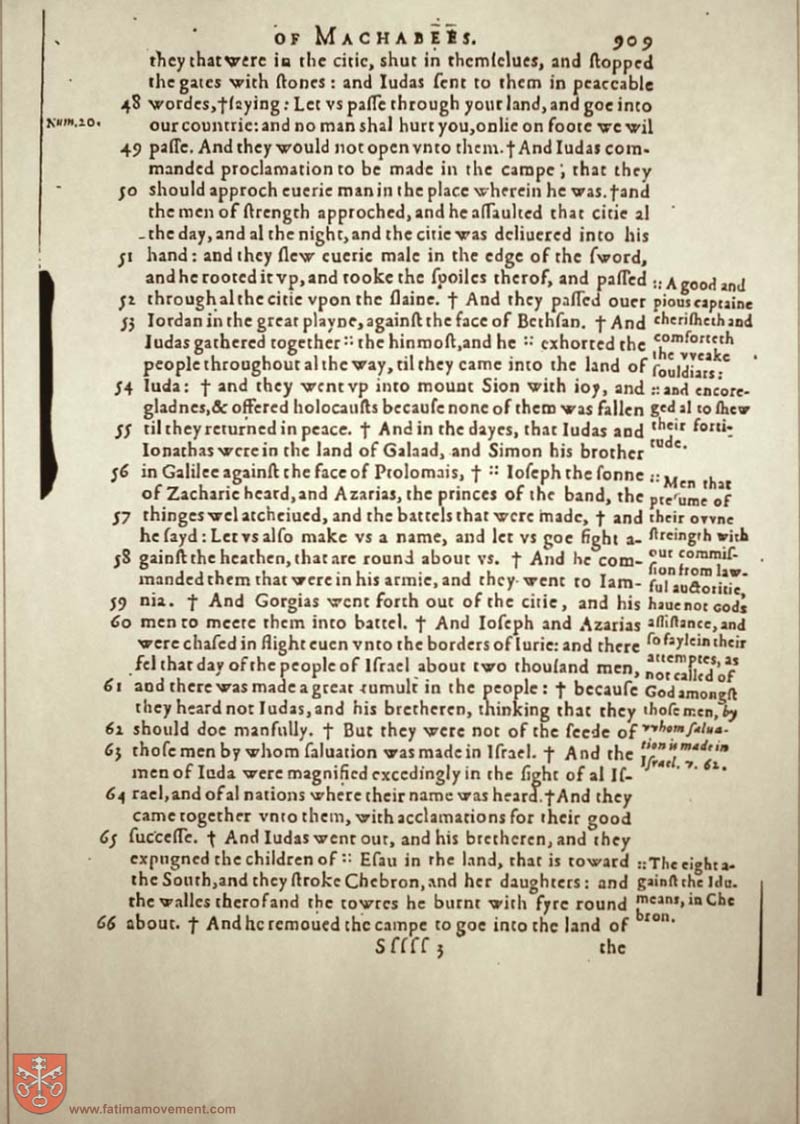 OF MACHABEES. 909
they that were in the citie, shut in themſelues, and ſtopped
the gates with ſtones : and Iudas ſent to them in peaceable
48 wordes, †ſaying : Let vs paſſe through your land, and goe into
Num. 20.
our countrie: and no man shal hurt you, onlie on foote we wil
49 paſſe. And they would not open vnto them. † And Iudas com-
manded proclamation to be made in the campe, that they
50 should approch euerie man in the place wherein he was. †and
the men of ſtrength approched, and he aſſaulted that citie al
the day, and al the night, and the citie was deliuered into his
51 hand : and they ſlew euerie male in the edge of the ſword,
and he rooted it vp, and tooke the ſpoiles therof, and paſſed
52 through al the citie vpon the ſlaine. † And they paſſed ouer
53 Iordan in the great playne, againſt the face of Bethſan. † And
Iudas gathered together :: the hinmoſt, and he :: exhorted the
people throughout al the way, til they came into the land of
54 Iuda : † and they went vp into mount Sion with ioy, and
gladnes, & offered holocauſts becauſe none of them was fallen
55 til they returned in peace. † And in the dayes, that Iudas and
Ionathas were in the land of Galaad, and Simon his brother
56 in Galilee againſt the face of Ptolomais, † :: Ioſeph the ſonne
of Zacharie heard, and Azarias, the princes of the band, the
57 thinges wel atcheiued, and the battels that were made, † and
he ſayd : Let vs alſo make vs a name, and let vs goe fight a-
58 gainſt the heathen, that are round about vs. † And he com-
manded them that were in his armie, and they went to Iam-
59 nia. † And Gorgias went forth out of the citie, and his
60 men to meete them into battel. † And Ioſeph and Azarias
were chaſed in flight euen vnto the borders of Iurie: and there
fel that day of the people of Iſrael about two thouſand men,
61 and there was made a great tumult in the people : † becauſe
they heard not Iudas, and his bretheren, thinking that they
62 should doe manfully. † But they were not of the ſeede of
63 thoſe men by whom ſaluation was made in Iſrael. † And the
men of Iuda were magnified excedingly in the ſight of al Iſ-
64 rael, and of al nations where their name was heard. †And they
came together vnto them, with acclamations for their good
65 ſucceſſe. † And Iudas went out, and his bretheren, and they
expugned the children of :: Eſau in the land, that is toward
the South, and they ſtroke Chebron, and her daughters : and
the walles therof and the towres he burnt with fyre round
66 about. † And he remoued the campe to goe into the land of
Sſſſſ 3 the
:: A good and
pious captaine
cheriſheth and
comforteth
the vveake
ſouldiars:
:: and encore-
ged al to ſhew
their forti-
tude.
:: Men that
preſume of
their ovvne
ſtreingth with
out commiſ-
ſion from law-
ful auctoritie,
haue not Gods
aſſiſtance, and
ſo fayle in their
attemptes, as
not called of
God amongſt
thoſe men, by
vvhom ſalua-
tion is made in
Iſrael. v. 62.
:: The eight a-
gainſt the Idu-
means, in Che
bron.
www.fatimamovement.com